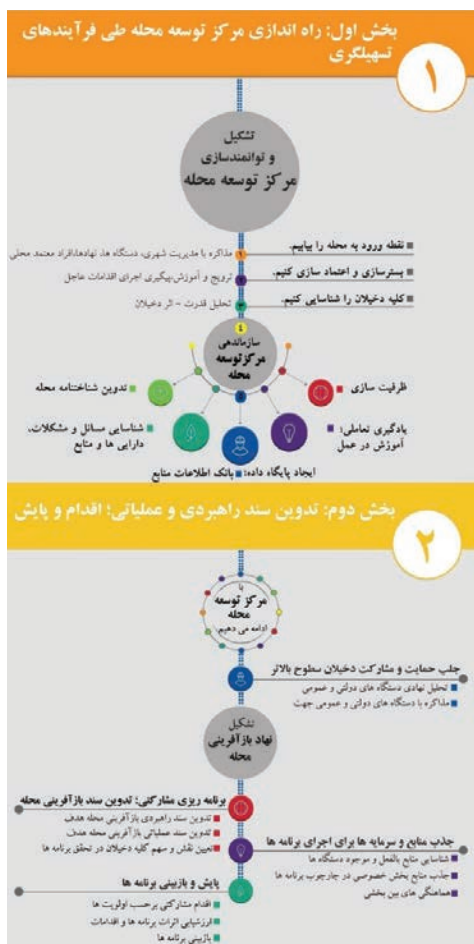 بخش اول: راه اندازی مرکز توسعه محله طی فرآیندهای
تسهیلگری
۱
تشکیل
و توانمندسازی
مرکز توسعه محله
نقطه ورود به محله را بیابیم.
۱
مذاکره با مدیریت شهری، دستگاه ها، نهادها،افراد معتمد محلی
بسترسازی و اعتماد سازی کنیم.
۲
ترویج و آموزش،پیگیری اجرای اقدامات عاجل
کلیه دخیلان را شناسایی کنیم.
۳
تحلیل قدرت - اثر دخیلان
۴
سازماندهی
مرکزتوسعه
محله
ظرفیت سازی
تدوین شناختنامه محله
یادگیری تعاملی:
آموزش در عمل
شناسایی مسائل و مشکلات،
دارایی ها و منابع
ایجاد پایگاه داده: بانک اطلاعات منابع
بخش دوم: تدوین سند راهبردی و عملیاتی؛ اقدام و پایش
۲
با
مرکز توسعه
محله
ادامه می دهیم.
جلب حمایت و مشارکت دخیلان سطوح بالاتر
تحلیل نهادی دستگاه های دولتی و عمومی
مذاکره با دستگاه های دولتی و عمومی جهت
تشکیل
نهاد بازآفرینی
محله
برنامه ریزی مشارکتی؛ تدوین سند بازآفرینی محله
تدوین سند راهبردی بازآفرینی محله هدف
تدوین سند عملیاتی بازآفرینی محله هدف
تعیین نقش و سهم کلیه دخیلان در تحقق برنامه ها
جذب منابع و سرمایه ها برای اجرای برنامه ها
شناسایی منابع بالفعل و موجود دستگاه ها
جذب منابع بخش خصوصی در چارچوب برنامه ها
هماهنگی های بین بخشی
پایش و بازبینی برنامه ها
اقدام مشارکتی برحسب اولویت ها
ارزشیابی اثرات برنامه ها و اقدامات
بازبینی برنامه ها